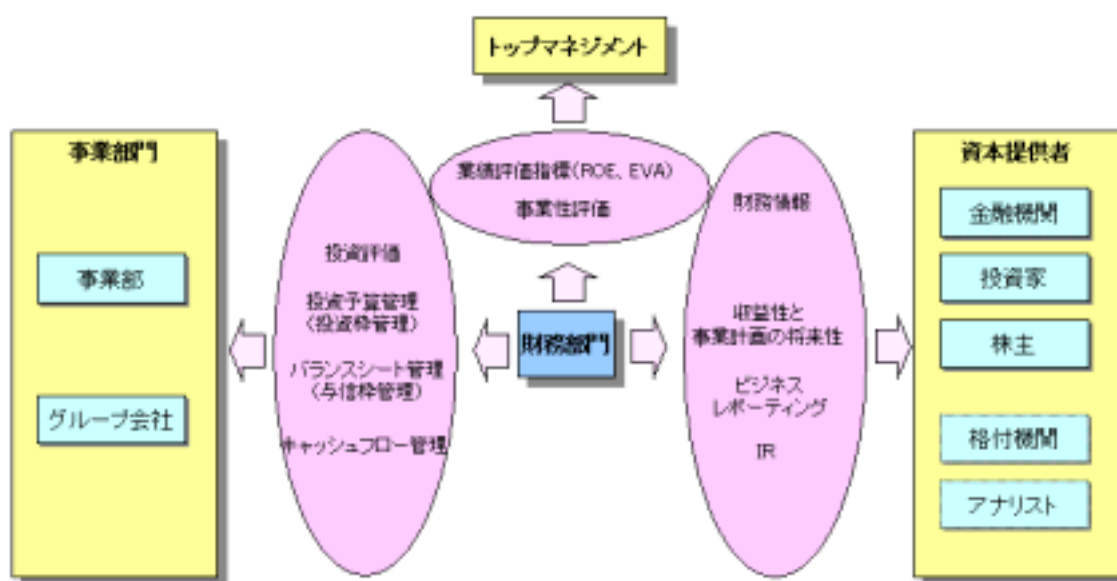 トップマネジメント
業績評価指標(ROE、EVA)
事業性評価
事業部門
事業部
グループ会社
投資評価
投資予算管理
(投資枠管理)
バランスシート管理
(与信枠管理)
キャッシュフロー管理
財務部門
財務情報
収益性と
事業計画の将来性
ビジネス
レポーティング
IR
資本提供者
金融機関
投資家
株主
格付機関
アナリスト